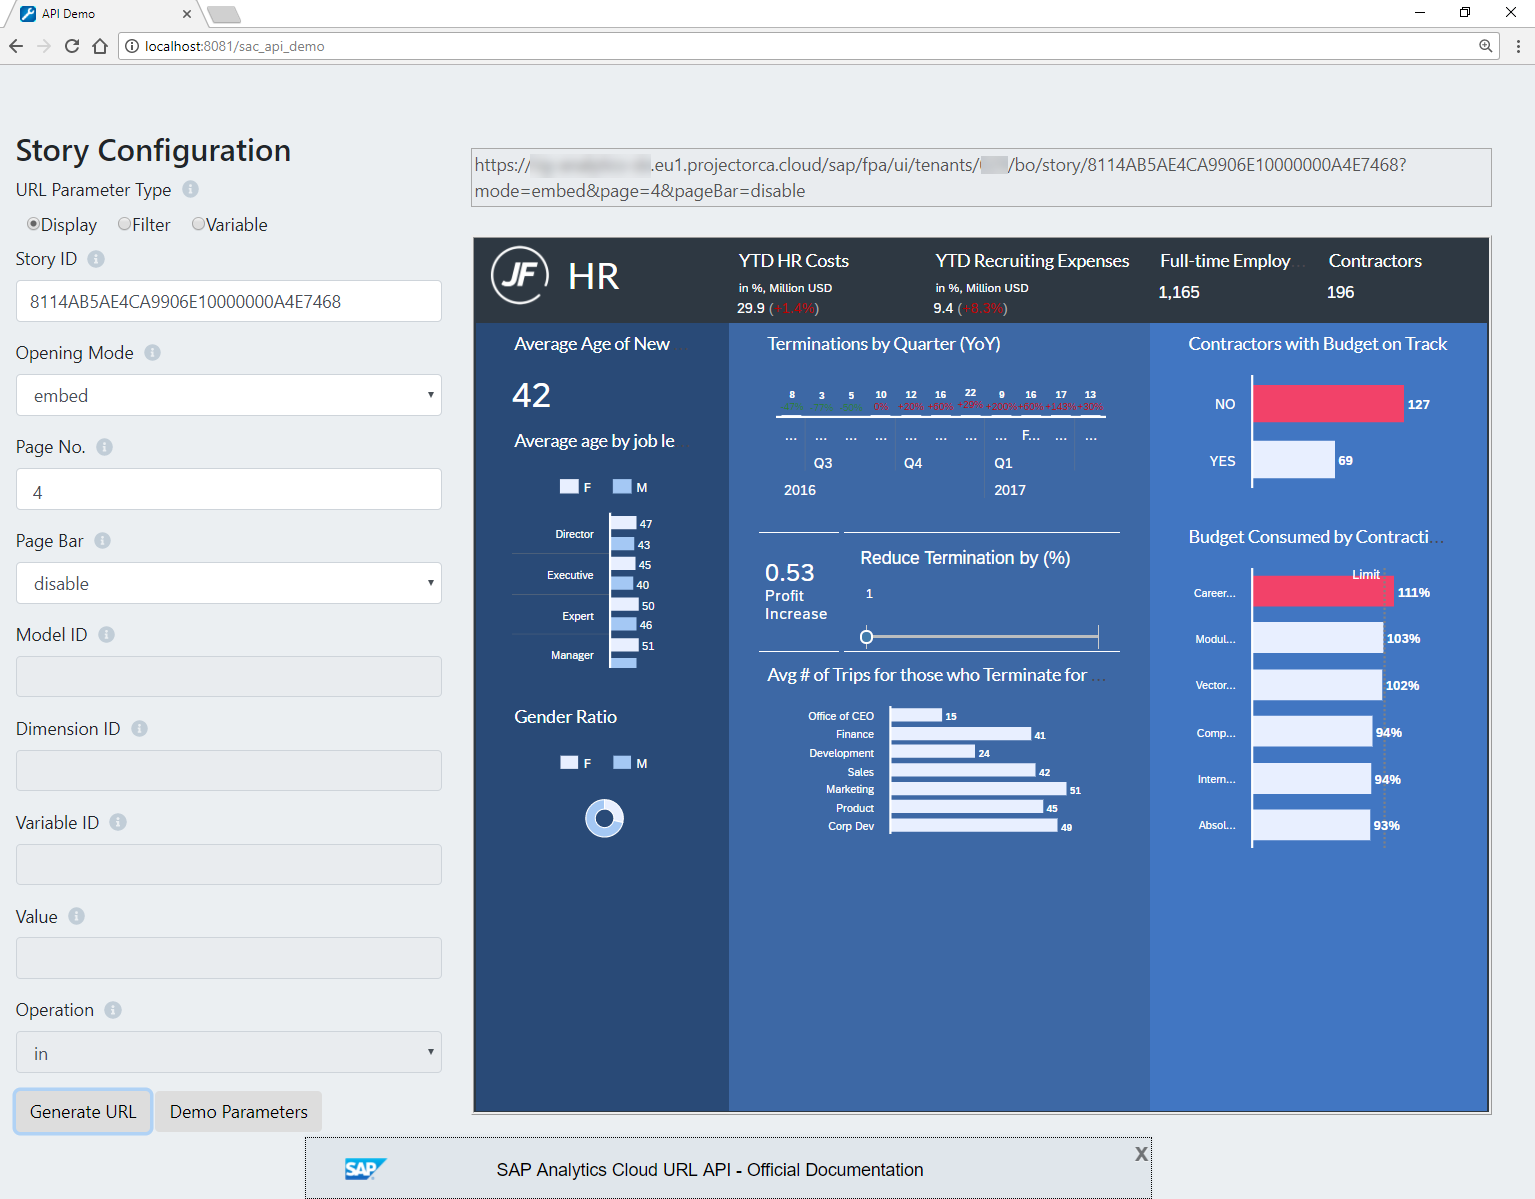 API Demo
localhost:8081/sac_api_demo
Story Configuration
URL Parameter Type
Display Filter Variable
Story ID
8114AB5AE4CA9906E10000000A4E7468
Opening Mode
embed
Page No.
4
Page Bar
disable
Model ID
Dimension ID
Variable ID
Value
Operation
in
Generate URL Demo Parameters
https://
.eu1.projectorca.cloud/sap/fpa/ui/tenants/
/bo/story/8114AB5AE4CA9906E10000000A4E7468?
mode=embed&page=4&pageBar=disable
JF HR
YTD HR Costs
in %, Million USD
29.9 (+1.4%)
YTD Recruiting Expenses
in %, Million USD
9.4 (+8.3%)
Full-time Employ...
1,165
Contractors
196
Average Age of New ...
42
Average age by job le
F M
Director 47
43
Executive 45
40
Expert 50
46
Manager 51
Gender Ratio
F M
Terminations by Quarter (YoY)
8 3 5 10 12 16 22 9 16 17 13
0% +20% +60% +29% +200% +60% +143% +30%
... ... ... ... ... ... ... ... F... ... ...
Q3 Q4 Q1
2016 2017
0.53
Profit
Increase
Reduce Termination by (%)
1
Avg # of Trips for those who Terminate for ...
Office of CEO 15
Finance 41
Development 24
Sales 42
Marketing 51
Product 45
Corp Dev 49
Contractors with Budget on Track
NO 127
YES 69
Budget Consumed by Contracti...
Limit
Career... 111%
Modul... 103%
Vector... 102%
Comp... 94%
Intern... 94%
Absol... 93%
X
SAP SAP Analytics Cloud URL API - Official Documentation